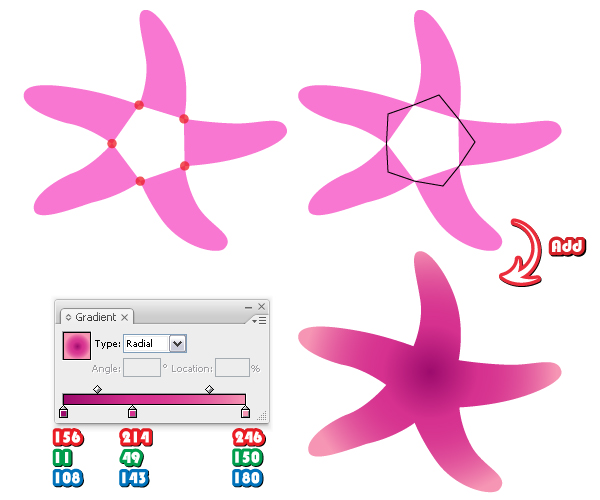 Add
Gradient
Type: Radial
Angle: ° Location: %
156 214 246
11 49 150
108 143 180